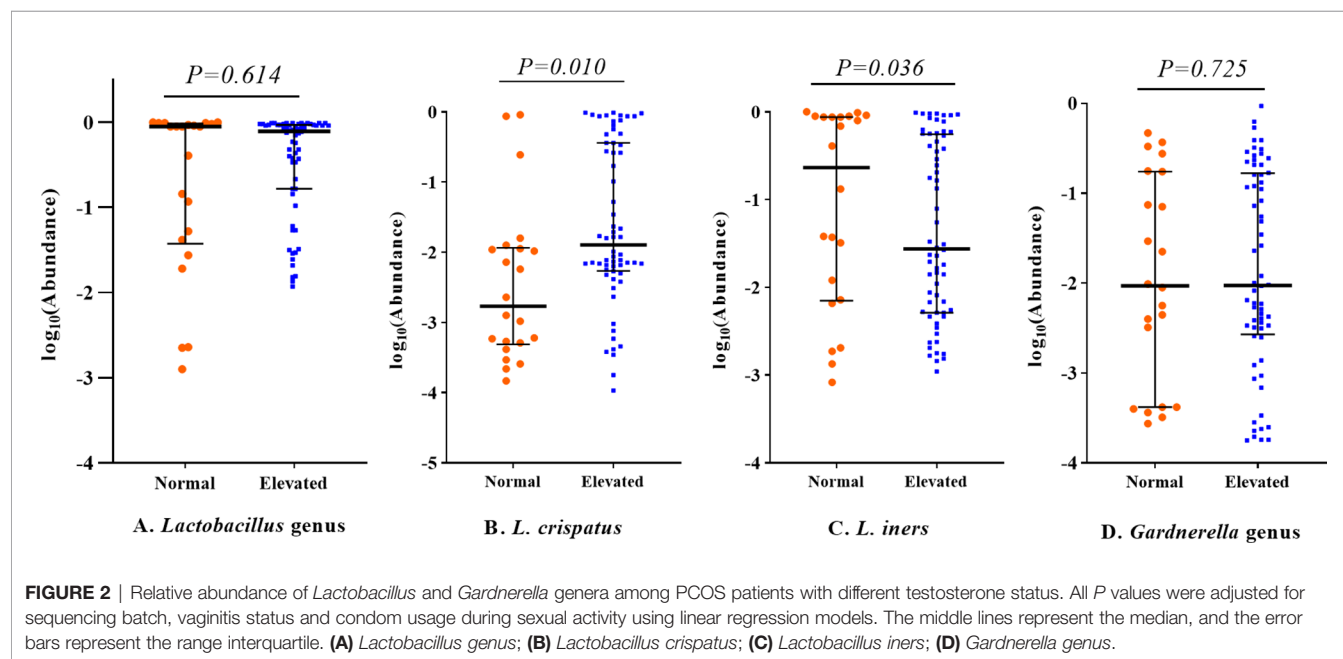 P=0.614
P=0.010
P=0.036
P=0.725
log10(Abundance)
0
-1
-2
-3
-4
Normal
Elevated
A. Lactobacillus genus
log10(Abundance)
0
-1
-2
-3
-4
-5
Normal
Elevated
B. L. crispatus
log10(Abundance)
0
-1
-2
-3
-4
Normal
Elevated
C. L. iners
log10(Abundance)
0
-1
-2
-3
-4
Normal
Elevated
D. Gardnerella genus
FIGURE 2 | Relative abundance of Lactobacillus and Gardnerella genera among PCOS patients with different testosterone status. All P values were adjusted for
sequencing batch, vaginitis status and condom usage during sexual activity using linear regression models. The middle lines represent the median, and the error
bars represent the range interquartile. (A) Lactobacillus genus; (B) Lactobacillus crispatus; (C) Lactobacillus iners; (D) Gardnerella genus.